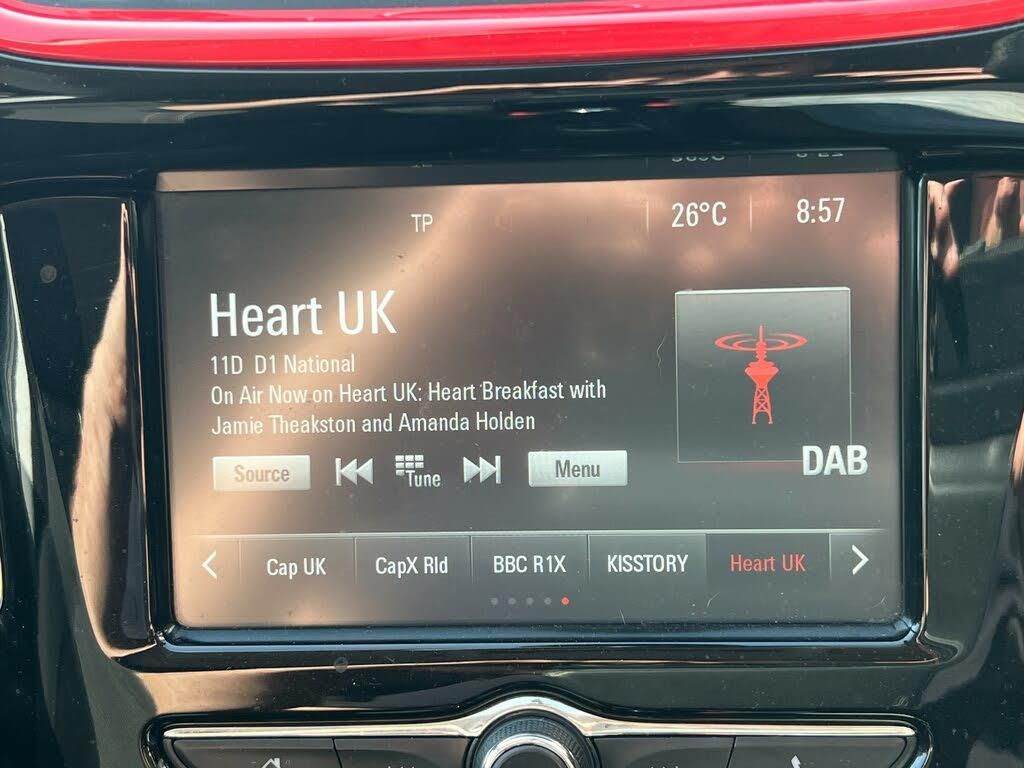 TP 26°C 8:57
Heart UK
11D D1 National
On Air Now on Heart UK: Heart Breakfast with
Jamie Theakston and Amanda Holden
Source Tune Menu
DAB
Cap UK CapX Rld BBC R1X KISSTORY Heart UK